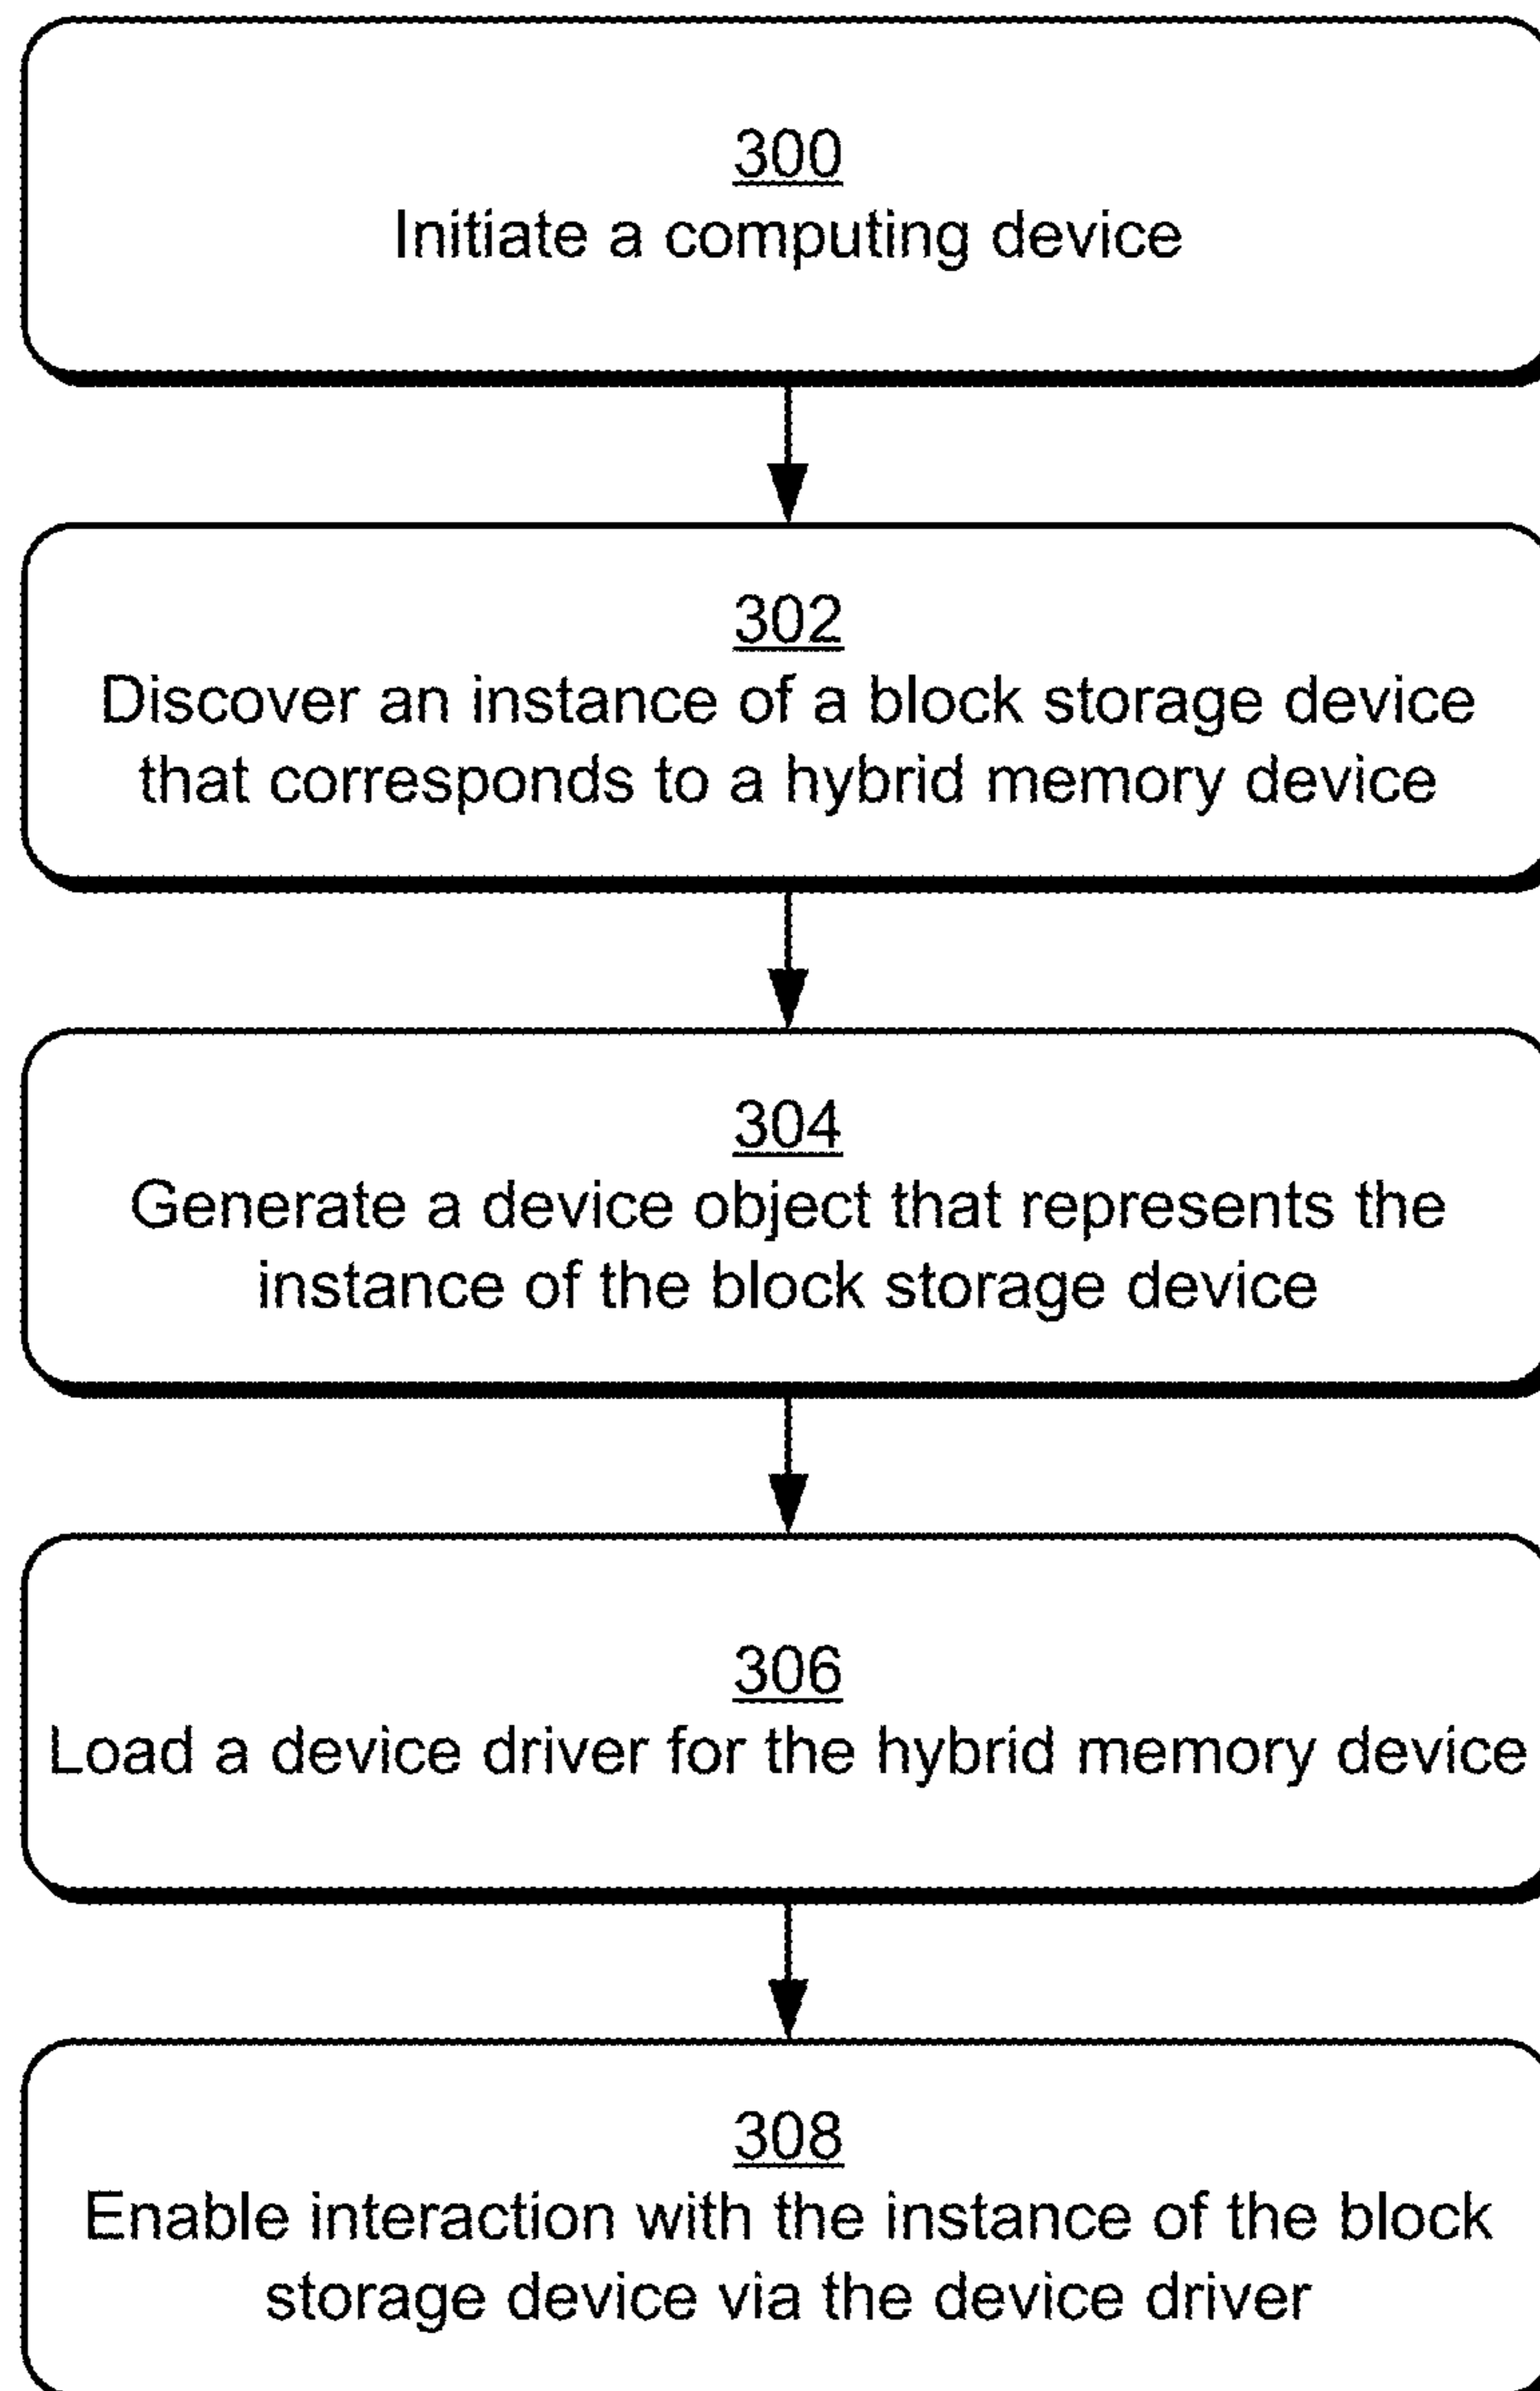 300
Initiate a computing device
302
Discover an instance of a block storage device
that corresponds to a hybrid memory device
304
Generate a device object that represents the
instance of the block storage device
306
Load a device driver for the hybrid memory device
308
Enable interaction with the instance of the block
storage device via the device driver